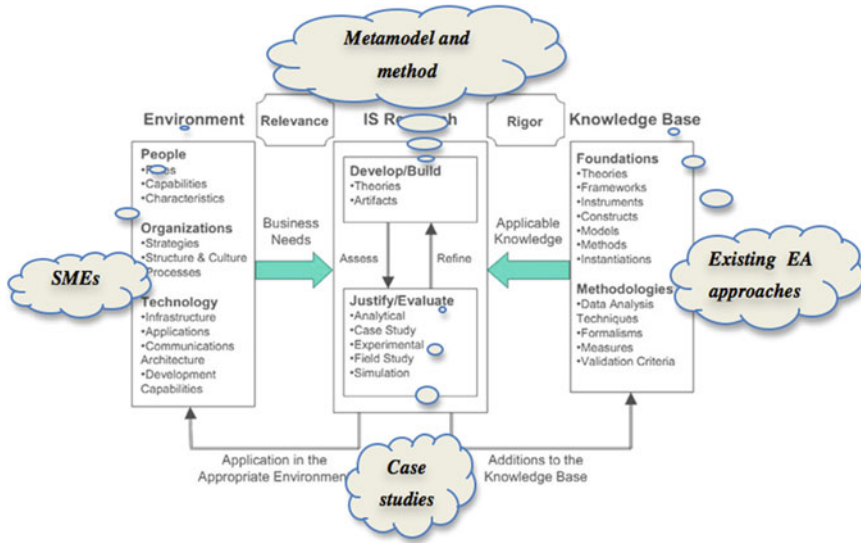 Metamodel and
method
Environment
Relevance
IS
Rigor
Knowledge Base
People
Capabilities
•Characteristics
Organizations
•Strategies
•Structure & Culture
Processes
Technology
•Infrastructure
•Applications
•Communications
Architecture
•Development
Capabilities
SMEs
Business
Needs
Develop/Build
•Theories
•Artifacts
Assess
Refine
Justify/Evaluate
•Analytical
•Case Study
•Experimental
•Field Study
•Simulation
Applicable
Knowledge
Foundations
•Theories
•Frameworks
•Instruments
•Constructs
•Models
•Methods
•Instantiations
Methodologies
•Data Analysis
Techniques
•Formalisms
•Measures
•Validation Criteria
Existing EA
approaches
Application in the
Appropriate Environment
Case
studies
Additions to the
Knowledge Base